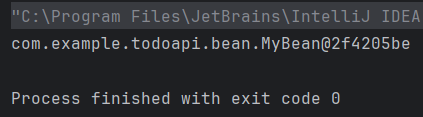 "C:\Program Files\JetBrains\IntelliJ IDEA
com.example.todoapi.bean.MyBean@2f4205be
Process finished with exit code 0